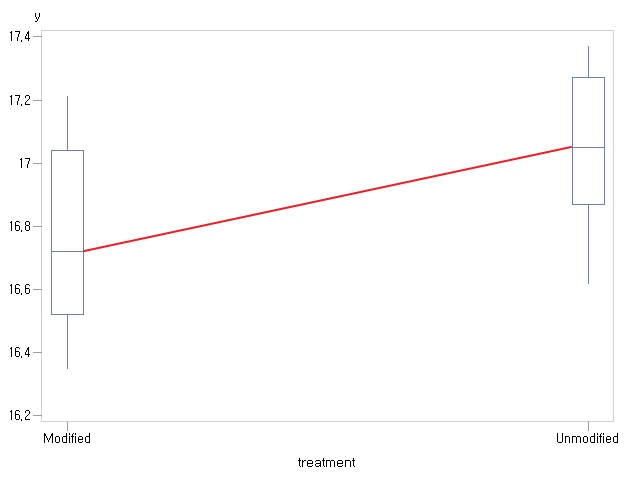 y
17,4
17,2
17
16,8
16,6
16,4
16,2
Modified
Unmodified
treatment